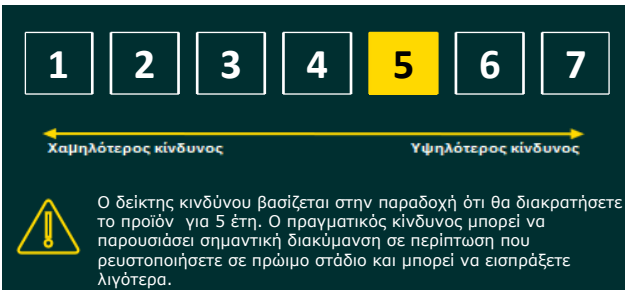 1 2 3 4 5 6 7
Χαμηλότερος κίνδυνος Υψηλότερος κίνδυνος
Ο δείκτης κινδύνου βασίζεται στην παραδοχή ότι θα διακρατήσετε
το προϊόν για 5 έτη. Ο πραγματικός κίνδυνος μπορεί να
παρουσιάσει σημαντική διακύμανση σε περίπτωση που
ρευστοποιήσετε σε πρώιμο στάδιο και μπορεί να εισπράξετε
λιγότερα.